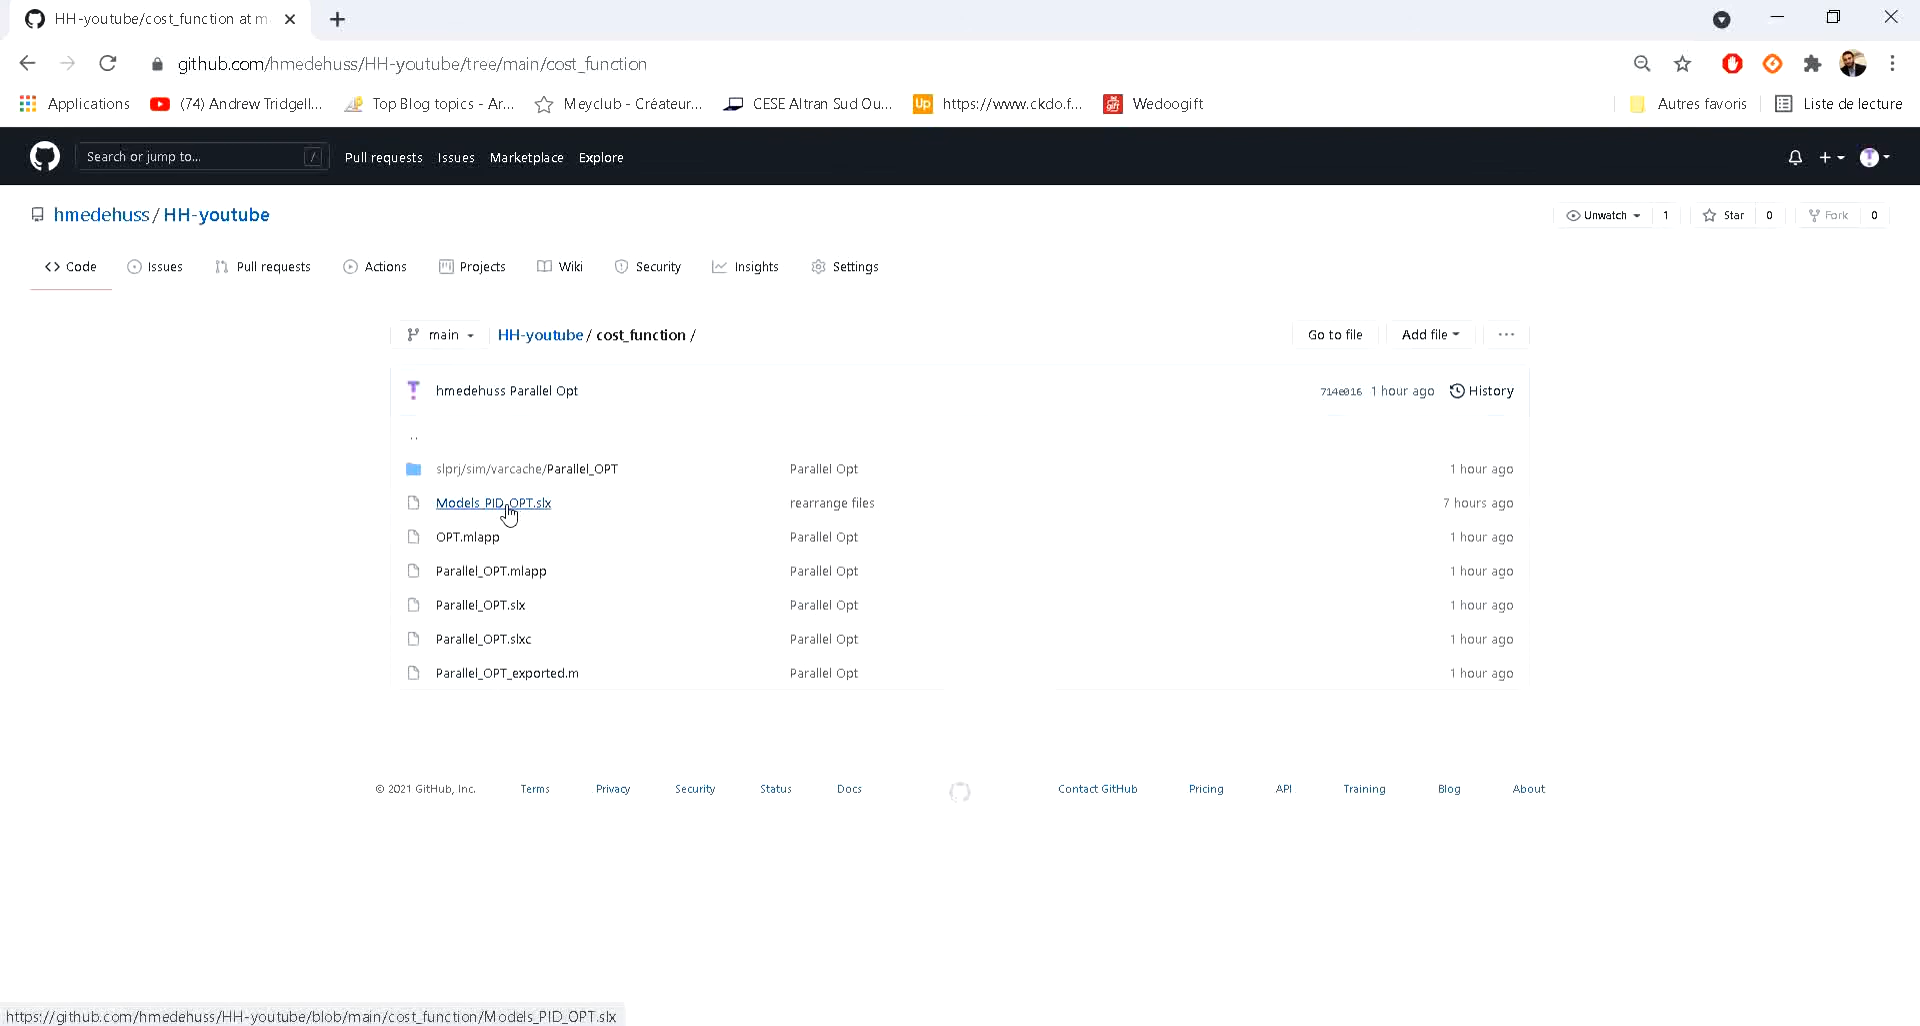 HH-youtube/cost_function at m
github.com/hmedehuss/HH-youtube/tree/main/cost_function
Applications
(74) Andrew Tridgell...
Top Blog topics - Ar...
Meyclub - Créateur...
CESE Altran Sud Ou...
Up
https://www.ckdo.f...
Wedoogift
Autres favoris
Liste de lecture
Search or jump to...
/
Pull requests
Issues
Marketplace
Explore
hmedehuss / HH-youtube
Unwatch
1
Star
0
Fork
0
<> Code
Issues
Pull requests
Actions
Projects
Wiki
Security
Insights
Settings
main
HH-youtube / cost_function /
Go to file
Add file
...
hmedehuss Parallel Opt
714e016 1 hour ago
History
..
slprj/sim/varcache/Parallel_OPT
Parallel Opt
1 hour ago
Models_PID_OPT.slx
rearrange files
7 hours ago
OPT.mlapp
Parallel Opt
1 hour ago
Parallel_OPT.mlapp
Parallel Opt
1 hour ago
Parallel_OPT.slx
Parallel Opt
1 hour ago
Parallel_OPT.slxc
Parallel Opt
1 hour ago
Parallel_OPT_exported.m
Parallel Opt
1 hour ago
© 2021 GitHub, Inc.
Terms
Privacy
Security
Status
Docs
Contact GitHub
Pricing
API
Training
Blog
About
https://github.com/hmedehuss/HH-youtube/blob/main/cost_function/Models_PID_OPT.slx